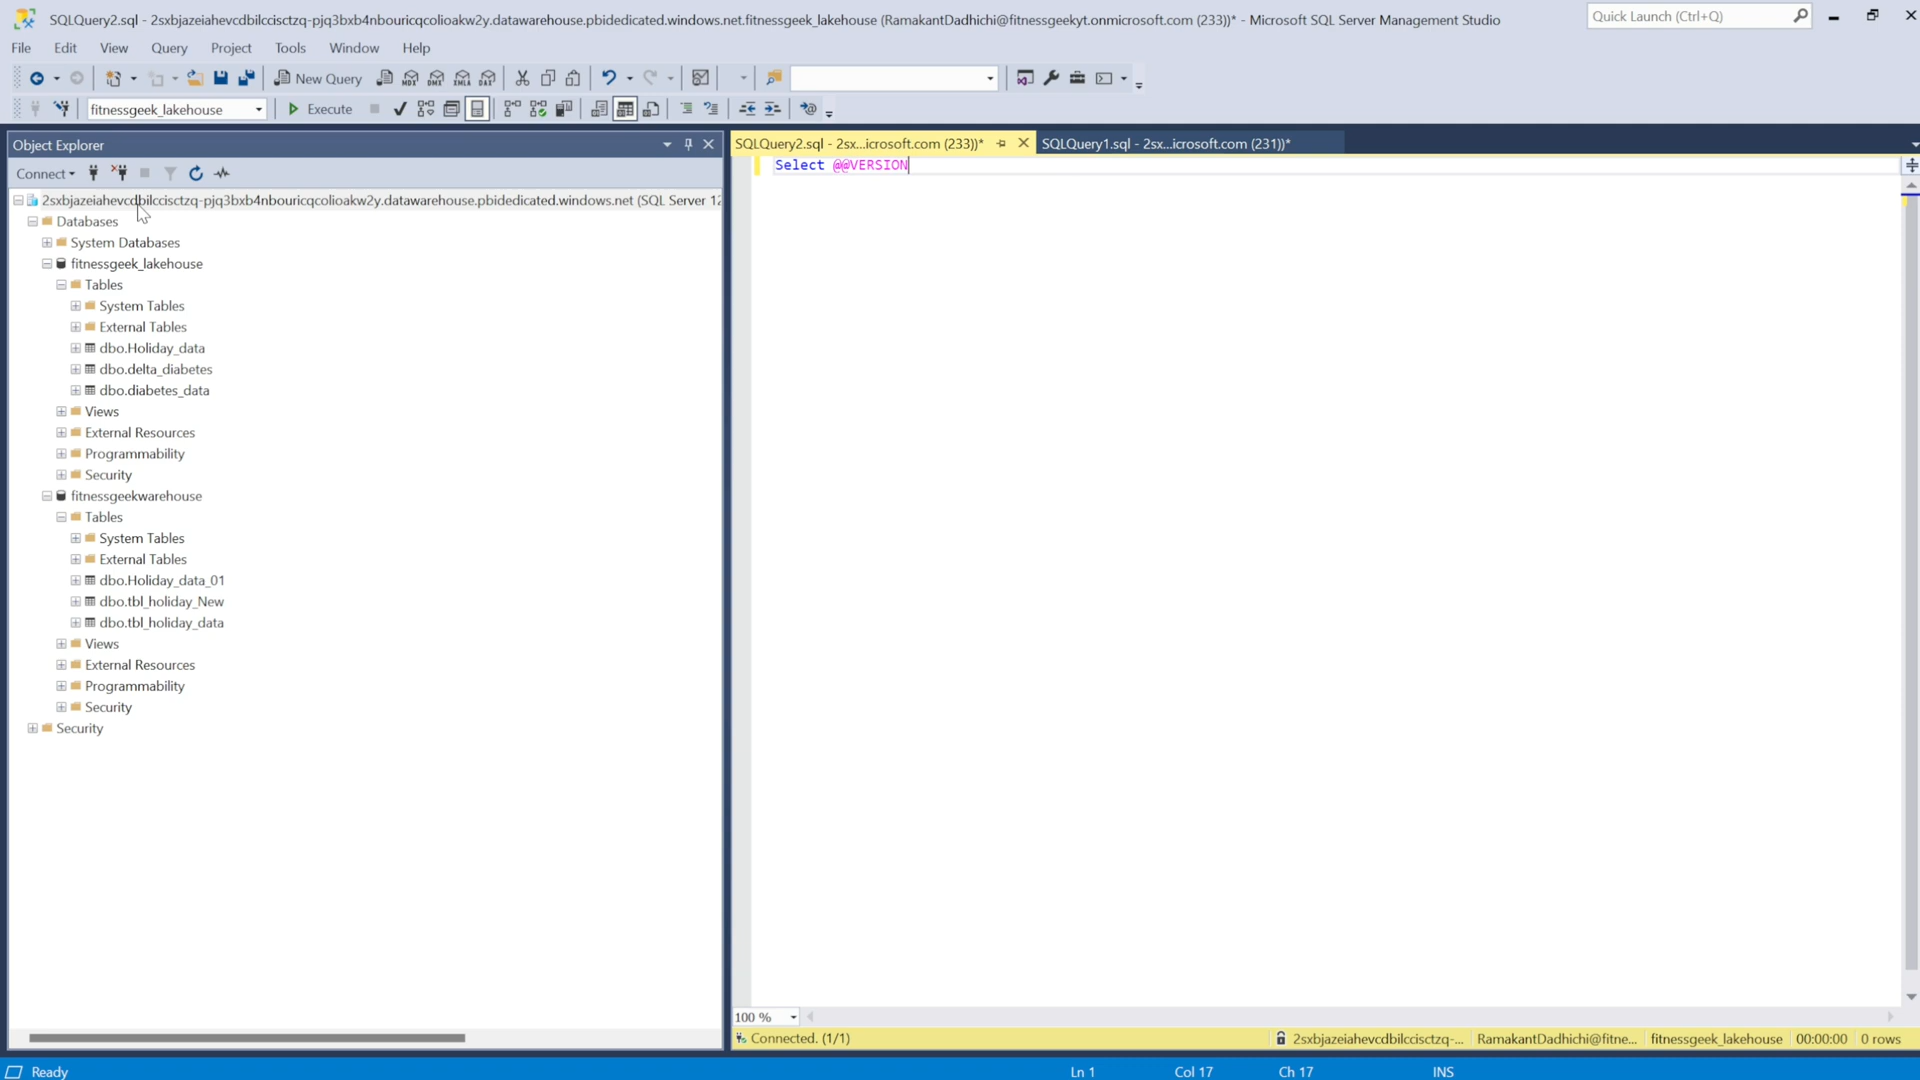 SQLQuery2.sql - 2sxbjazeiahevcdbilccisctzq-pjq3bxb4nbouricqcolioakw2y.datawarehouse.pbidedicated.windows.net.fitnessgeek_lakehouse (RamakantDadhichi@fitnessgeekyt.onmicrosoft.com (233))* - Microsoft SQL Server Management Studio
Quick Launch (Ctrl+Q)
File Edit View Query Project Tools Window Help
New Query MDX DMX XMLA DAX
fitnessgeek_lakehouse Execute
Object Explorer
SQLQuery2.sql - 2sx...icrosoft.com (233))* SQLQuery1.sql - 2sx...icrosoft.com (231))*
Connect
Select @@VERSION
2sxbjazeiahevcdbilccisctzq-pjq3bxb4nbouricqcolioakw2y.datawarehouse.pbidedicated.windows.net (SQL Server 12
Databases
System Databases
fitnessgeek_lakehouse
Tables
System Tables
External Tables
dbo.Holiday_data
dbo.delta_diabetes
dbo.diabetes_data
Views
External Resources
Programmability
Security
fitnessgeekwarehouse
Tables
System Tables
External Tables
dbo.Holiday_data_01
dbo.tbl_holiday_New
dbo.tbl_holiday_data
Views
External Resources
Programmability
Security
Security
100 %
Connected. (1/1) 2sxbjazeiahevcdbilccisctzq-... RamakantDadhichi@fitne... fitnessgeek_lakehouse 00:00:00 0 rows
Ready Ln 1 Col 17 Ch 17 INS